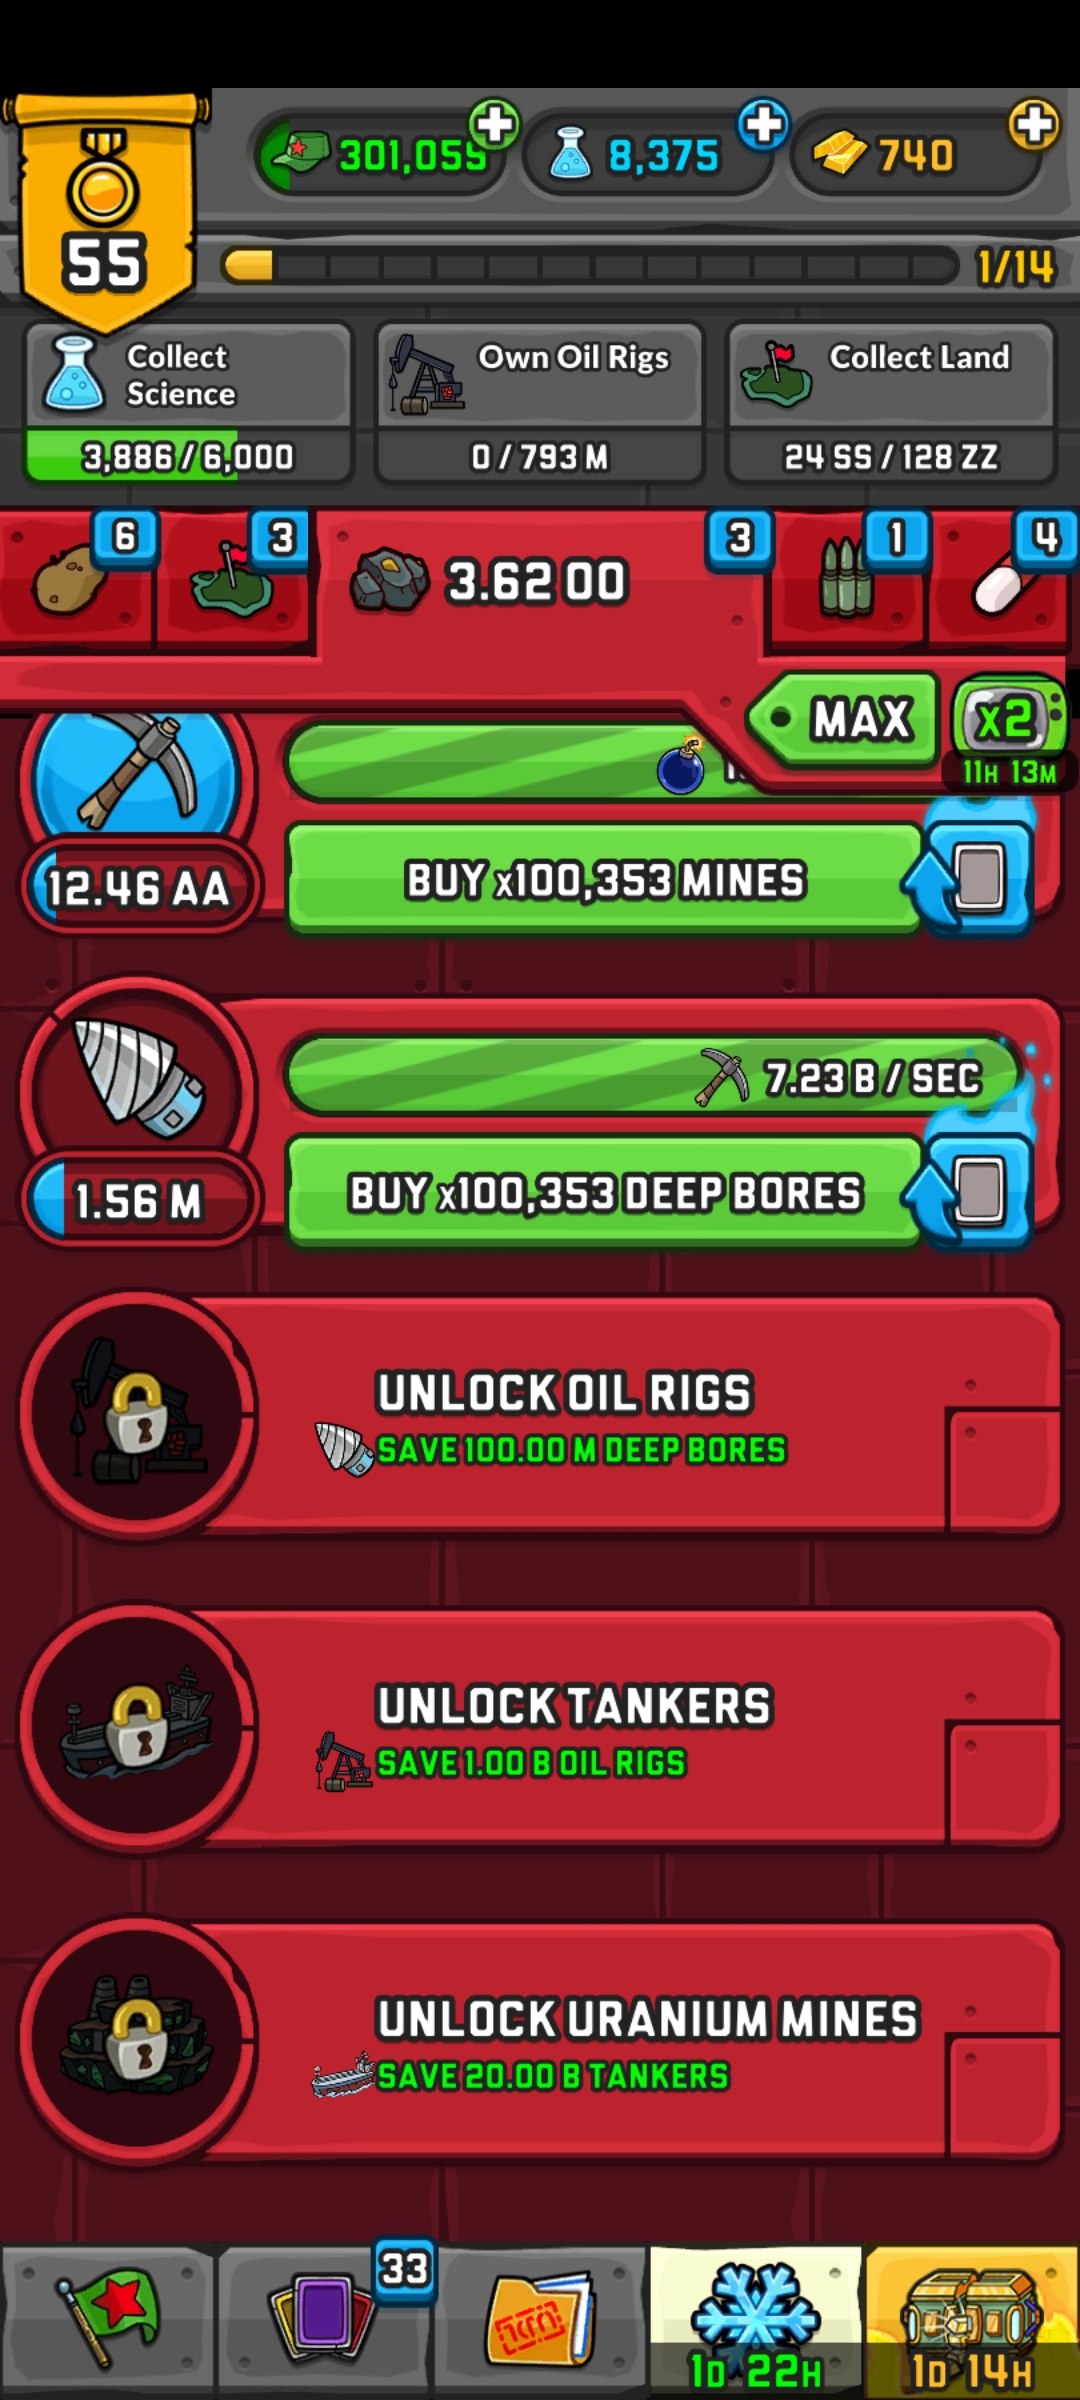 301,059
8,375
740
55
1/14
Collect
Science
3,886/6,000
Own Oil Rigs
0/793 M
Collect Land
24 SS/128 ZZ
6
3
3.62 OO
3
1
4
MAX
x2
11H 13M
12.46 AA
BUY x100,353 MINES
7.23 B / SEC
1.56 M
BUY x100,353 DEEP BORES
UNLOCK OIL RIGS
SAVE 100.00 M DEEP BORES
UNLOCK TANKERS
SAVE 1.00 B OIL RIGS
UNLOCK URANIUM MINES
SAVE 20.00 B TANKERS
33
1D 22H
1D 14H